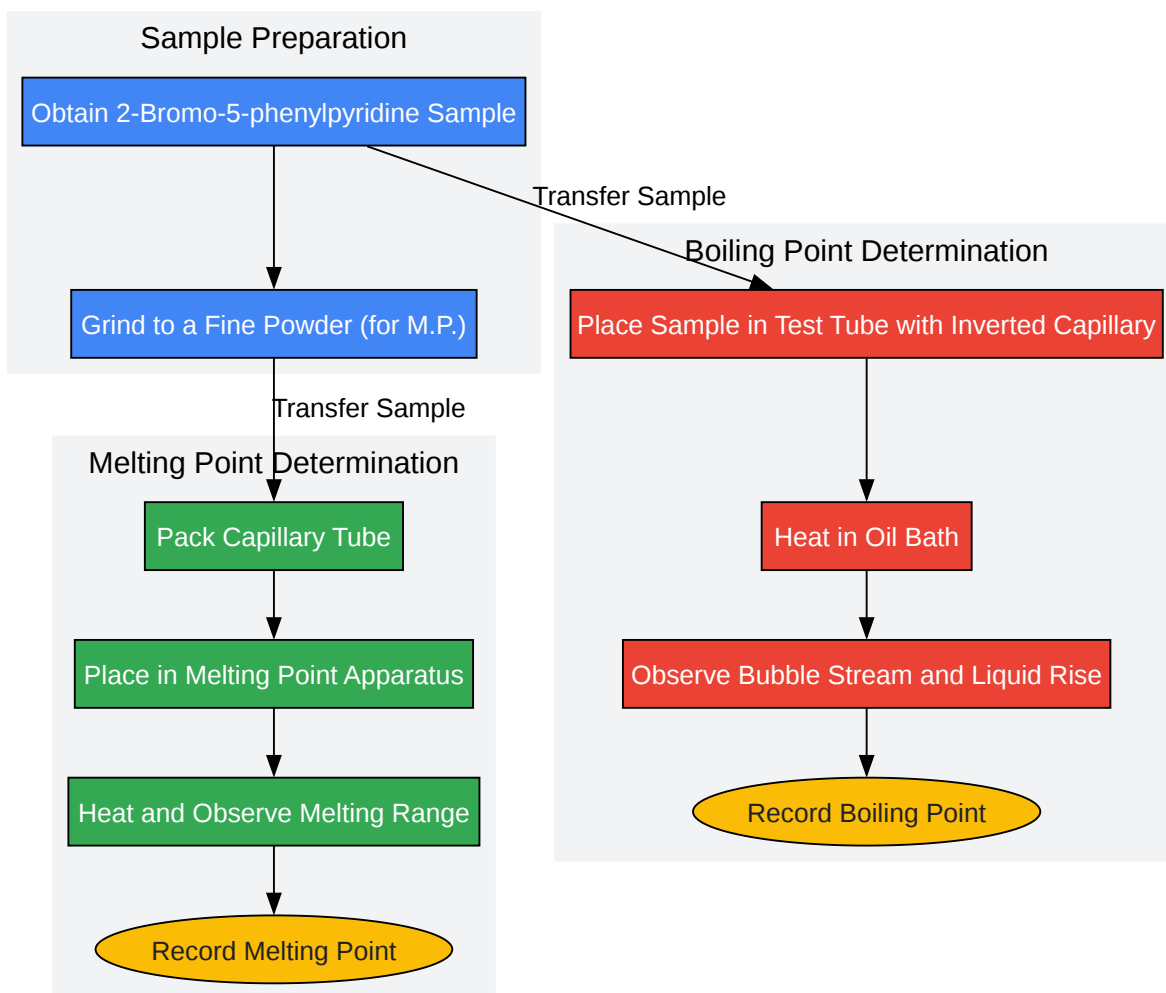 Sample Preparation
Obtain 2-Bromo-5-phenylpyridine Sample
Transfer Sample
Boiling Point Determination
Grind to a Fine Powder (for M.P.)
Place Sample in Test Tube with Inverted Capillary
Transfer Sample
Melting Point Determination
Pack Capillary Tube
Heat in Oil Bath
Place in Melting Point Apparatus
Observe Bubble Stream and Liquid Rise
Heat and Observe Melting Range
Record Boiling Point
Record Melting Point